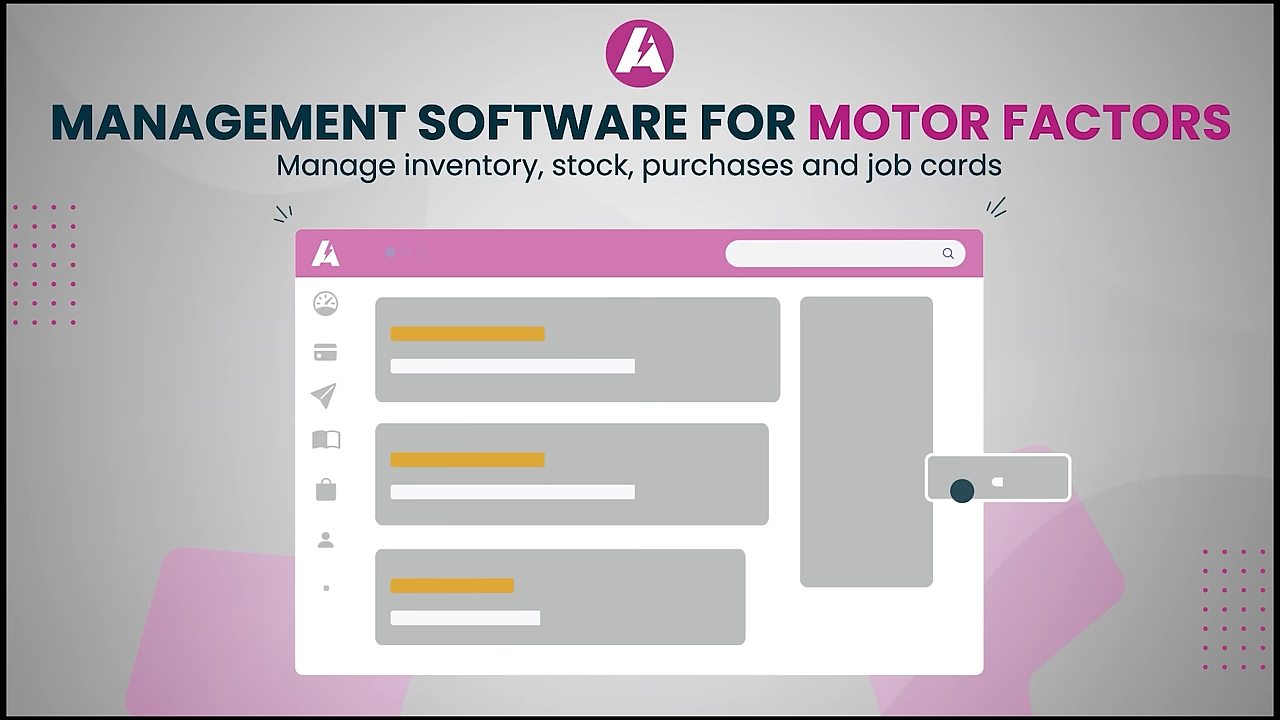 MANAGEMENT SOFTWARE FOR MOTOR FACTORS
Manage inventory, stock, purchases and job cards